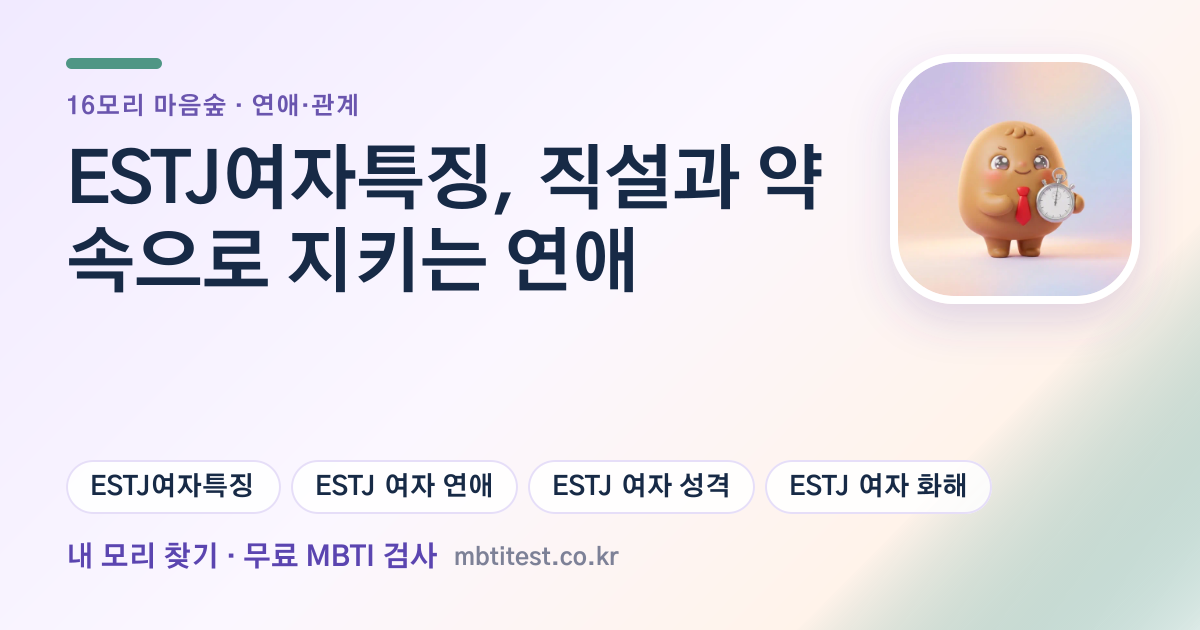 16모리 마음숲 · 연애·관계
ESTJ여자특징, 직설과 약
속으로 지키는 연애
ESTJ여자특징
ESTJ 여자 연애
ESTJ 여자 성격
ESTJ 여자 화해
내 모리 찾기 · 무료 MBTI 검사 mbtitest.co.kr